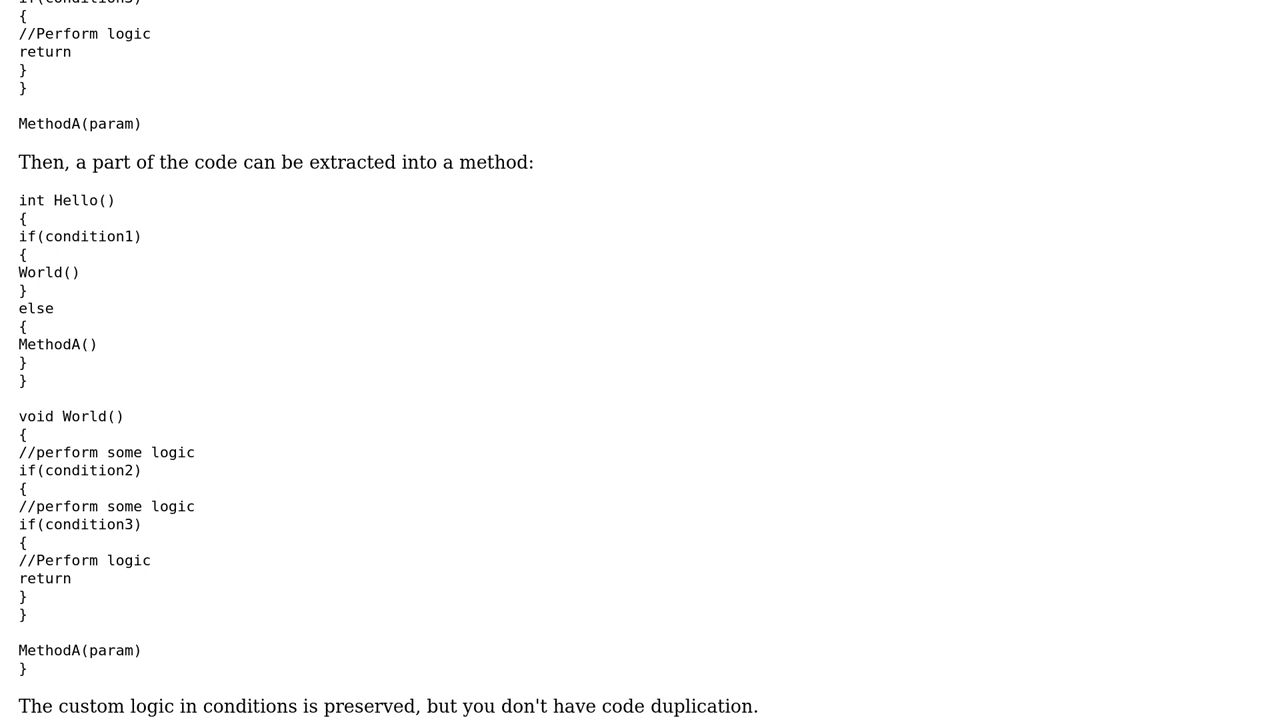 if(condition3)
{
//Perform logic
return
}
}
MethodA(param)
Then, a part of the code can be extracted into a method:
int Hello()
{
if(condition1)
{
World()
}
else
{
MethodA()
}
}
void World()
{
//perform some logic
if(condition2)
{
//perform some logic
if(condition3)
{
//Perform logic
return
}
}
MethodA(param)
}
The custom logic in conditions is preserved, but you don't have code duplication.